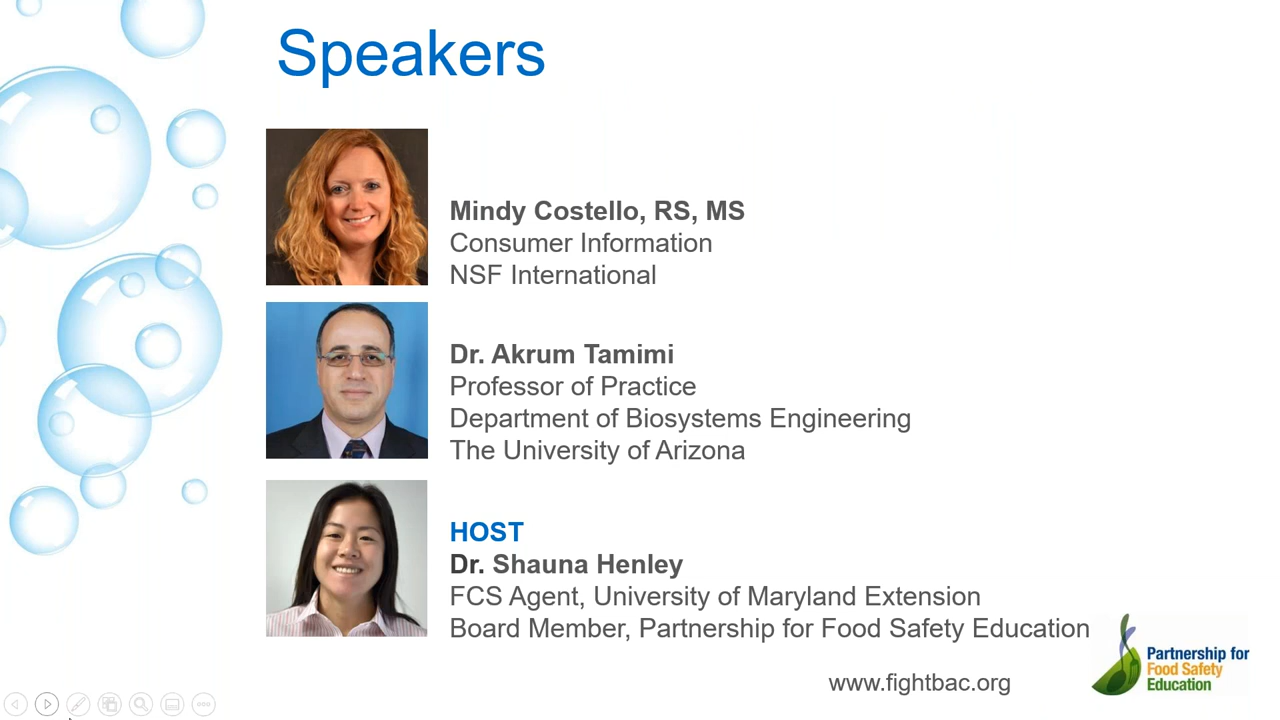 Speakers
Mindy Costello, RS, MS
Consumer Information
NSF International
Dr. Akrum Tamimi
Professor of Practice
Department of Biosystems Engineering
The University of Arizona
HOST
Dr. Shauna Henley
FCS Agent, University of Maryland Extension
Board Member, Partnership for Food Safety Education
www.fightbac.org
Partnership for
Food Safety
Education